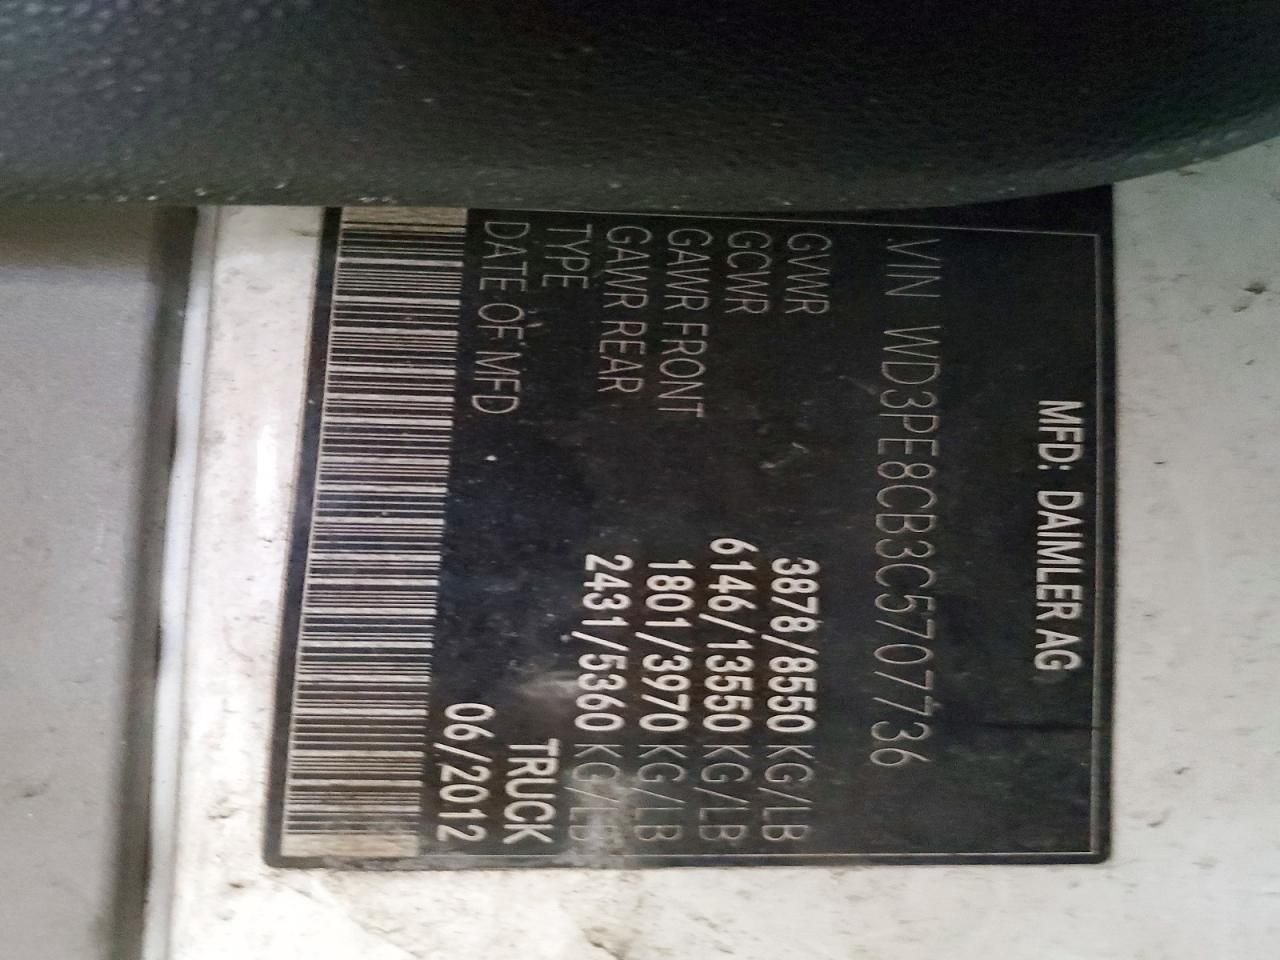 MFD: DAIMLER AG
VIN WD3PE8CB3C5707736
GVWR 3878/8550 KG/LB
GCWR 6146/13550 KG/LB
GAWR FRONT 1801/3970 KG/LB
GAWR REAR 2431/5360 KG/LB
TYPE TRUCK
DATE OF MFD 06/2012